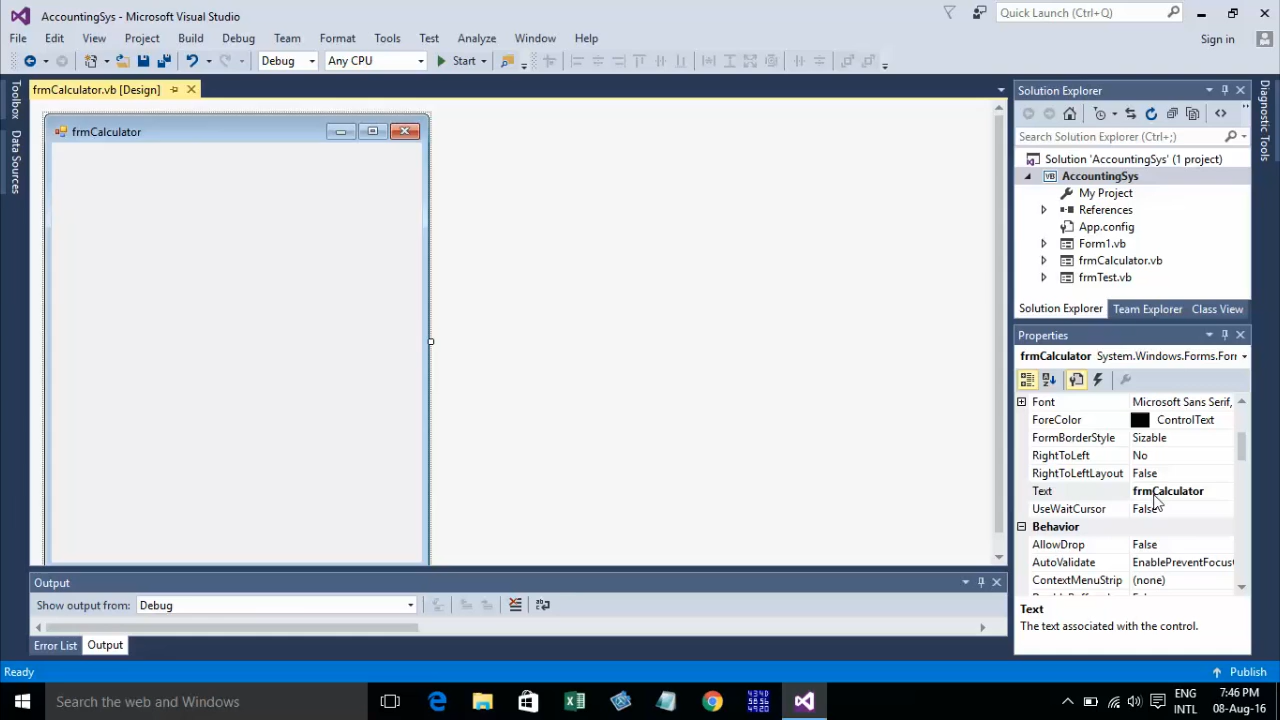 AccountingSys - Microsoft Visual Studio
Quick Launch (Ctrl+Q)
File Edit View Project Build Debug Team Format Tools Test Analyze Window Help
Sign in
Debug Any CPU Start
Toolbox
Data Sources
frmCalculator.vb [Design]
frmCalculator
Solution Explorer
Search Solution Explorer (Ctrl+;)
Solution 'AccountingSys' (1 project)
VB AccountingSys
My Project
References
App.config
Form1.vb
frmCalculator.vb
frmTest.vb
Solution Explorer Team Explorer Class View
Diagnostic Tools
Properties
frmCalculator System.Windows.Forms.Forr
Font Microsoft Sans Serif,
ForeColor ControlText
FormBorderStyle Sizable
RightToLeft No
RightToLeftLayout False
Text frmCalculator
UseWaitCursor False
Behavior
AllowDrop False
AutoValidate EnablePreventFocus
ContextMenuStrip (none)
Text
The text associated with the control.
Output
Show output from: Debug
Error List Output
Ready
Publish
Search the web and Windows
ENG
INTL
7:46 PM
08-Aug-16